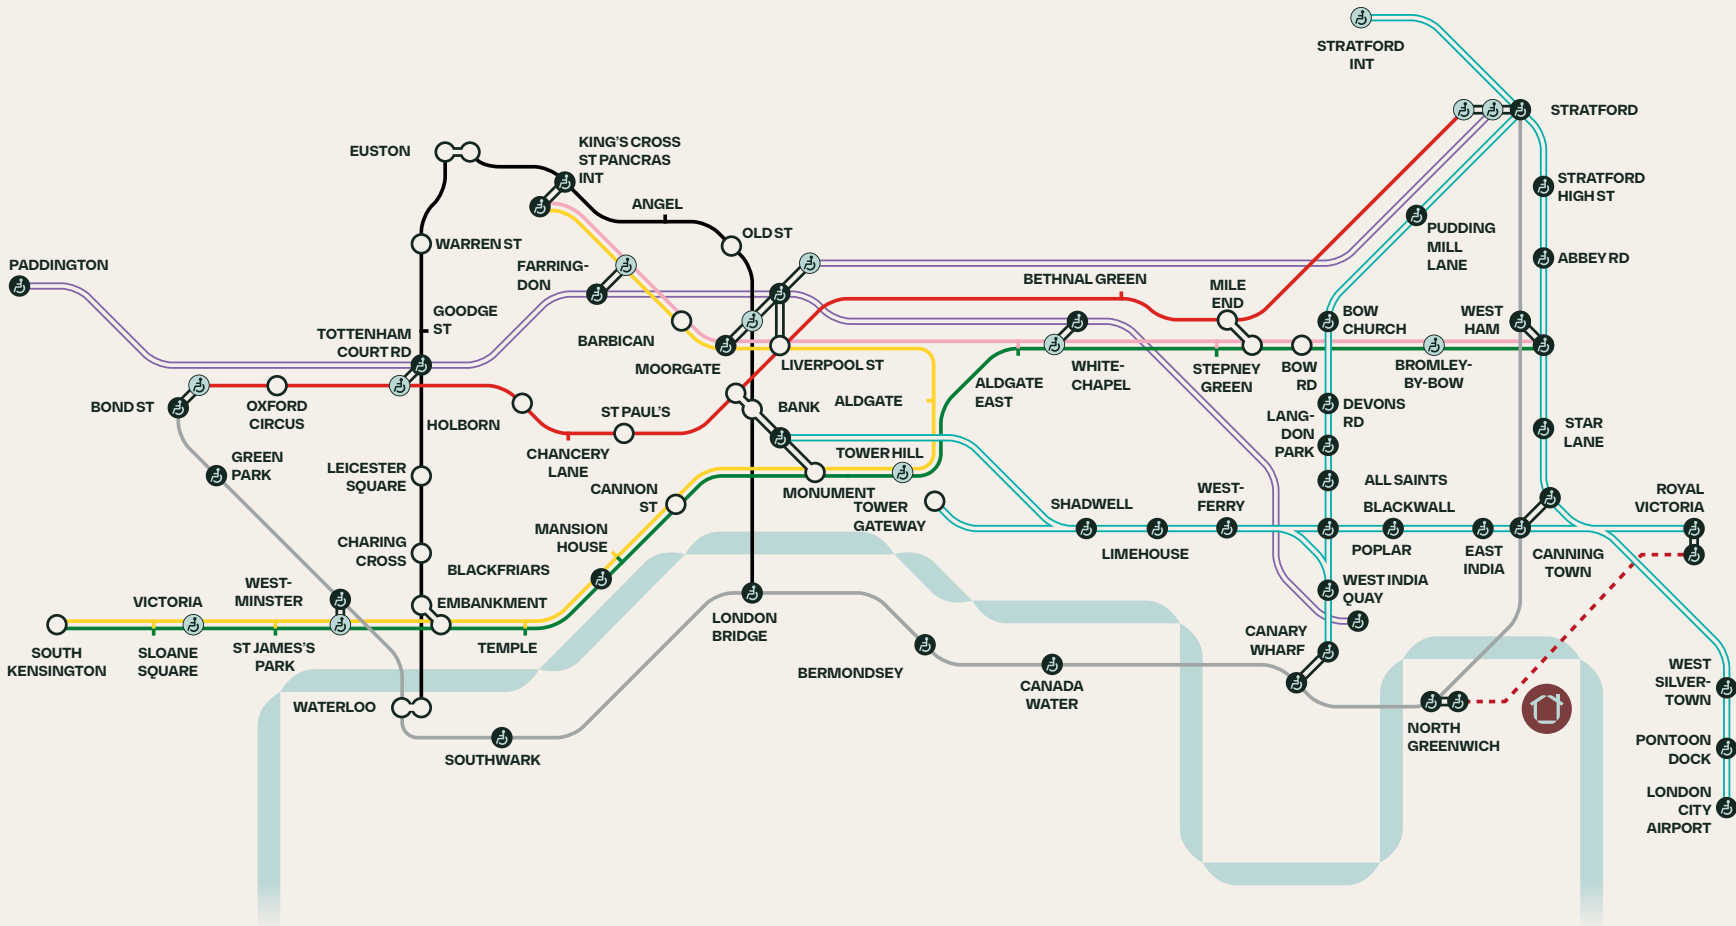 STRATFORD
INT
STRATFORD
EUSTON
KING'S CROSS
ST PANCRAS
INT
STRATFORD
HIGH ST
ANGEL
OLD ST
WARREN ST
PUDDING
MILL
LANE
ABBEY RD
PADDINGTON
FARRING-
DON
BETHNAL GREEN
MILE
END
GOODGE
ST
BOW
CHURCH
WEST
HAM
TOTTENHAM
COURT RD
BARBICAN
MOORGATE
LIVERPOOL ST
WHITE-
CHAPEL
STEPNEY
GREEN
BOW
RD
BROMLEY-
BY-BOW
ALDGATE
EAST
BOND ST
OXFORD
CIRCUS
HOLBORN
ST PAUL'S
BANK
ALDGATE
DEVONS
RD
LANG-
DON
PARK
STAR
LANE
CHANCERY
LANE
TOWER HILL
GREEN
PARK
LEICESTER
SQUARE
CANNON
ST
MONUMENT
TOWER
GATEWAY
SHADWELL
WEST-
FERRY
ALL SAINTS
BLACKWALL
ROYAL
VICTORIA
CHARING
CROSS
MANSION
HOUSE
LIMEHOUSE
POPLAR
EAST
INDIA
CANNING
TOWN
BLACKFRIARS
WEST INDIA
QUAY
VICTORIA
WEST-
MINSTER
EMBANKMENT
LONDON
BRIDGE
SOUTH
KENSINGTON
SLOANE
SQUARE
ST JAMES'S
PARK
TEMPLE
CANARY
WHARF
BERMONDSEY
CANADA
WATER
WEST
SILVER-
TOWN
WATERLOO
SOUTHWARK
NORTH
GREENWICH
PONTOON
DOCK
LONDON
CITY
AIRPORT